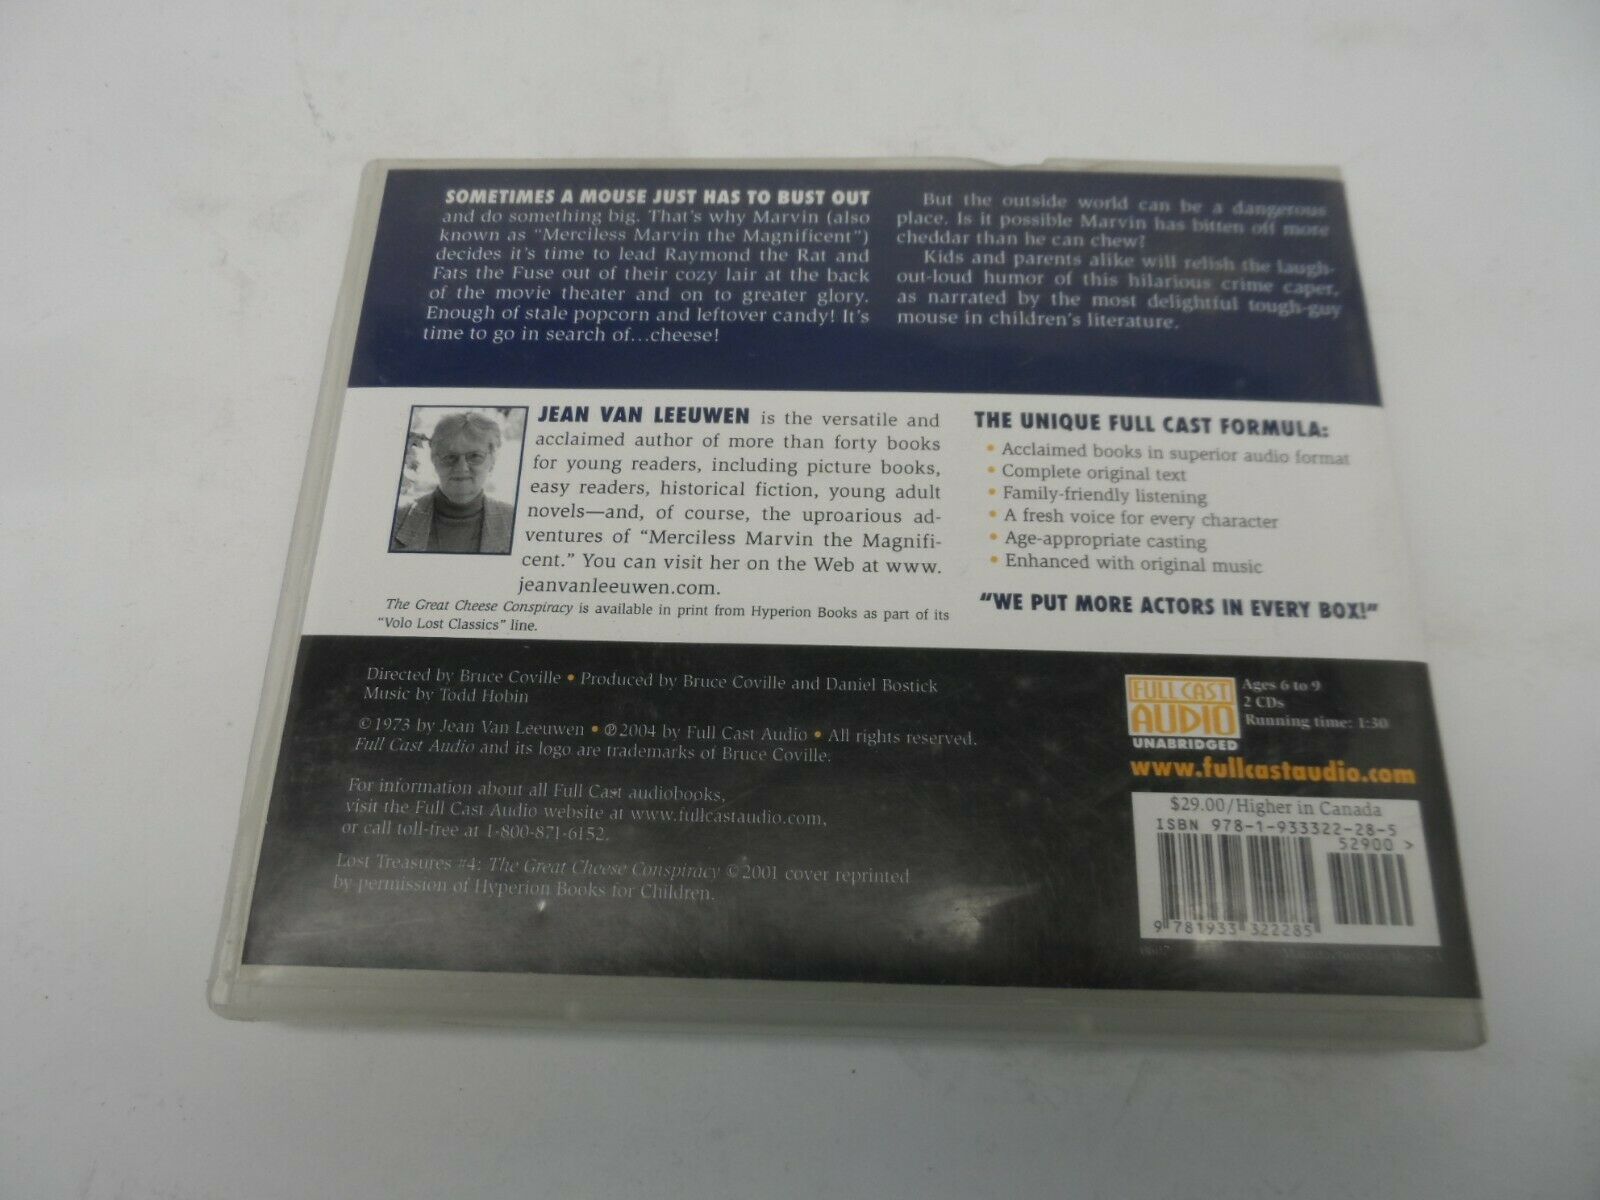 SOMETIMES A MOUSE JUST HAS TO BUST OUT
and do something big. That's why Marvin (also
known as “Merciless Marvin the Magnificent”)
decides it's time to lead Raymond the Rat and
Fats the Fuse out of their cozy lair at the back
of the movie theater and on to greater glory.
Enough of stale popcorn and leftover candy! It's
time to go in search of...cheese!
But the outside world can be a dangerous
place. Is it possible Marvin has bitten off more
cheddar than he can chew?
Kids and parents alike will relish the laugh-
out-loud humor of this hilarious crime caper,
as narrated by the most delightful tough-guy
mouse in children's literature.
JEAN VAN LEEUWEN is the versatile and
acclaimed author of more than forty books
for young readers, including picture books,
easy readers, historical fiction, young adult
novels—and, of course, the uproarious ad-
ventures of “Merciless Marvin the Magnifi-
cent.” You can visit her on the Web at www.
jeanvanleeuwen.com.
The Great Cheese Conspiracy is available in print from Hyperion Books as part of its
“Volo Lost Classics” line.
THE UNIQUE FULL CAST FORMULA:
• Acclaimed books in superior audio format
• Complete original text
• Family-friendly listening
• A fresh voice for every character
• Age-appropriate casting
• Enhanced with original music
“WE PUT MORE ACTORS IN EVERY BOX!”
Directed by Bruce Coville • Produced by Bruce Coville and Daniel Bostick
Music by Todd Hobin
©1973 by Jean Van Leeuwen • ℗2004 by Full Cast Audio • All rights reserved.
Full Cast Audio and its logo are trademarks of Bruce Coville.
For information about all Full Cast audiobooks,
visit the Full Cast Audio website at www.fullcastaudio.com,
or call toll-free at 1-800-871-6152.
Lost Treasures #4: The Great Cheese Conspiracy ©2001 cover reprinted
by permission of Hyperion Books for Children.
FULL CAST
AUDIO
UNABRIDGED
Ages 6 to 9
2 CDs
Running time: 1:30
www.fullcastaudio.com
$29.00/Higher in Canada
ISBN 978-1-933322-28-5
52900 >
9 781933 322285